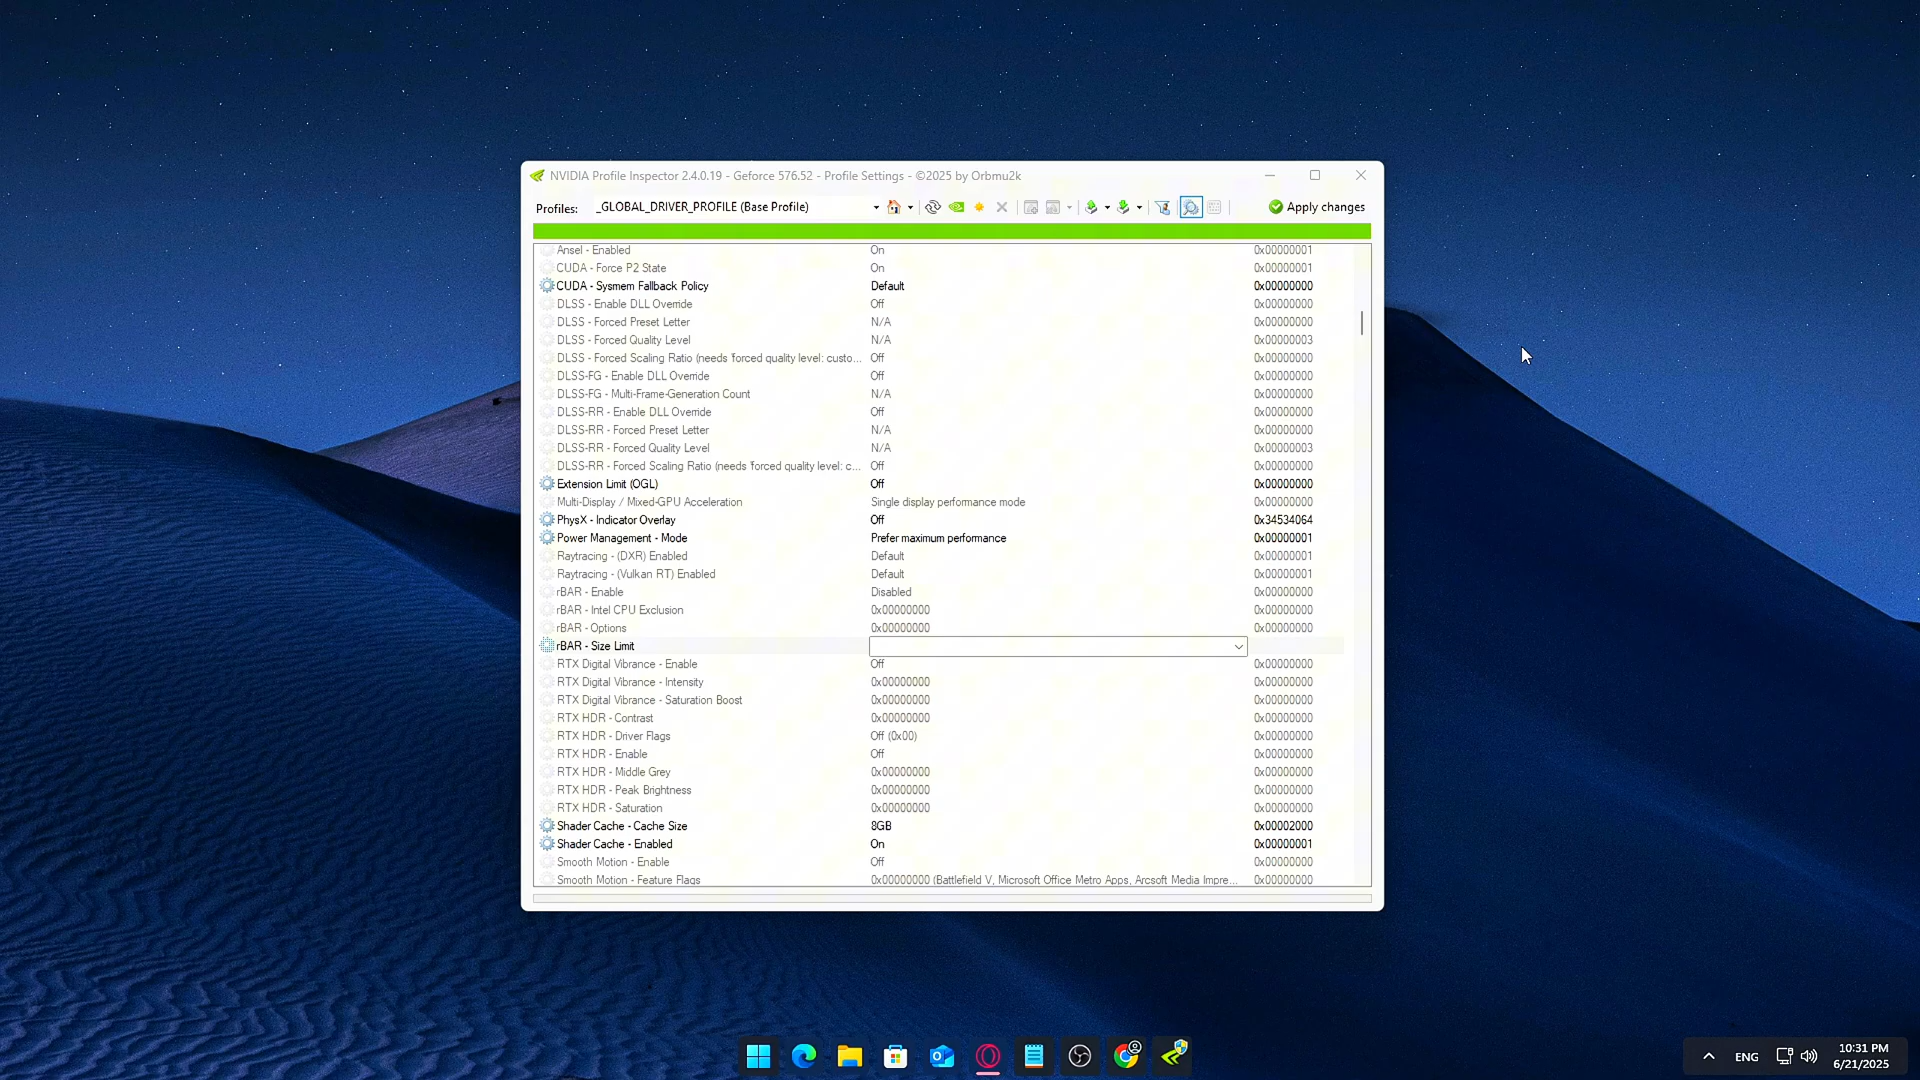 NVIDIA Profile Inspector 2.4.0.19 - Geforce 576.52 - Profile Settings - ©2025 by Orbmu2k
Profiles: _GLOBAL_DRIVER_PROFILE (Base Profile) Apply changes
Ansel - Enabled On 0x00000001
CUDA - Force P2 State On 0x00000001
CUDA - Sysmem Fallback Policy Default 0x00000000
DLSS - Enable DLL Override Off 0x00000000
DLSS - Forced Preset Letter N/A 0x00000000
DLSS - Forced Quality Level N/A 0x00000003
DLSS - Forced Scaling Ratio (needs 'forced quality level: custo... Off 0x00000000
DLSS-FG - Enable DLL Override Off 0x00000000
DLSS-FG - Multi-Frame-Generation Count N/A 0x00000000
DLSS-RR - Enable DLL Override Off 0x00000000
DLSS-RR - Forced Preset Letter N/A 0x00000000
DLSS-RR - Forced Quality Level N/A 0x00000003
DLSS-RR - Forced Scaling Ratio (needs 'forced quality level: c... Off 0x00000000
Extension Limit (OGL) Off 0x00000000
Multi-Display / Mixed-GPU Acceleration Single display performance mode 0x00000000
PhysX - Indicator Overlay Off 0x34534064
Power Management - Mode Prefer maximum performance 0x00000001
Raytracing - (DXR) Enabled Default 0x00000001
Raytracing - (Vulkan RT) Enabled Default 0x00000001
rBAR - Enable Disabled 0x00000000
rBAR - Intel CPU Exclusion 0x00000000 0x00000000
rBAR - Options 0x00000000 0x00000000
rBAR - Size Limit
RTX Digital Vibrance - Enable Off 0x00000000
RTX Digital Vibrance - Intensity 0x00000000 0x00000000
RTX Digital Vibrance - Saturation Boost 0x00000000 0x00000000
RTX HDR - Contrast 0x00000000 0x00000000
RTX HDR - Driver Flags Off (0x00) 0x00000000
RTX HDR - Enable Off 0x00000000
RTX HDR - Middle Grey 0x00000000 0x00000000
RTX HDR - Peak Brightness 0x00000000 0x00000000
RTX HDR - Saturation 0x00000000 0x00000000
Shader Cache - Cache Size 8GB 0x00002000
Shader Cache - Enabled On 0x00000001
Smooth Motion - Enable Off 0x00000000
Smooth Motion - Feature Flags 0x00000000 (Battlefield V, Microsoft Office Metro Apps, Arcsoft Media Impre... 0x00000000
ENG
10:31 PM
6/21/2025